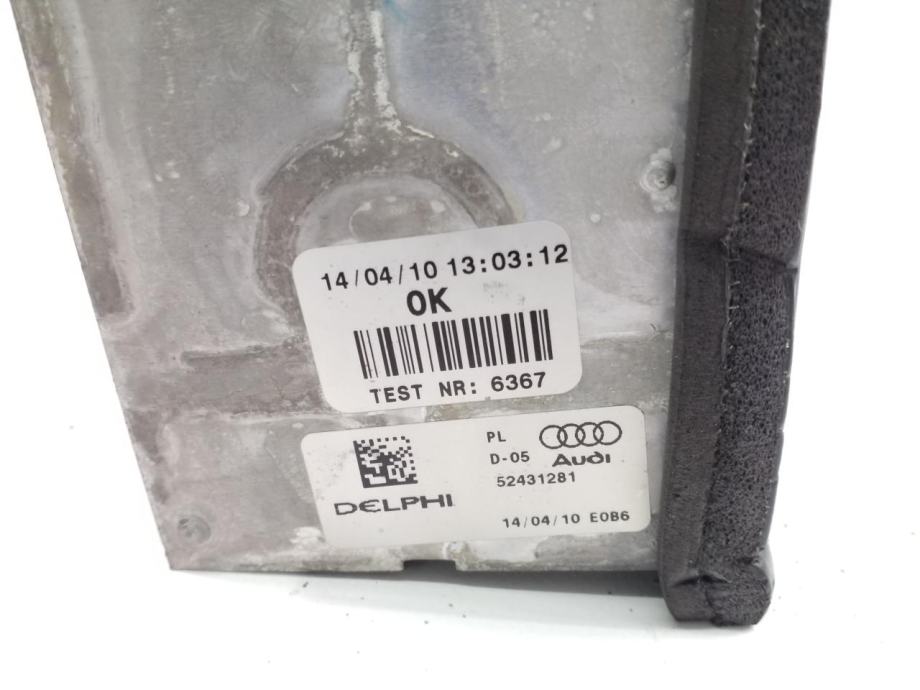 14/04/10 13:03:12
OK
TEST NR: 6367
PL
D-05 Audi
52431281
DELPHI
14/04/10 E0B6